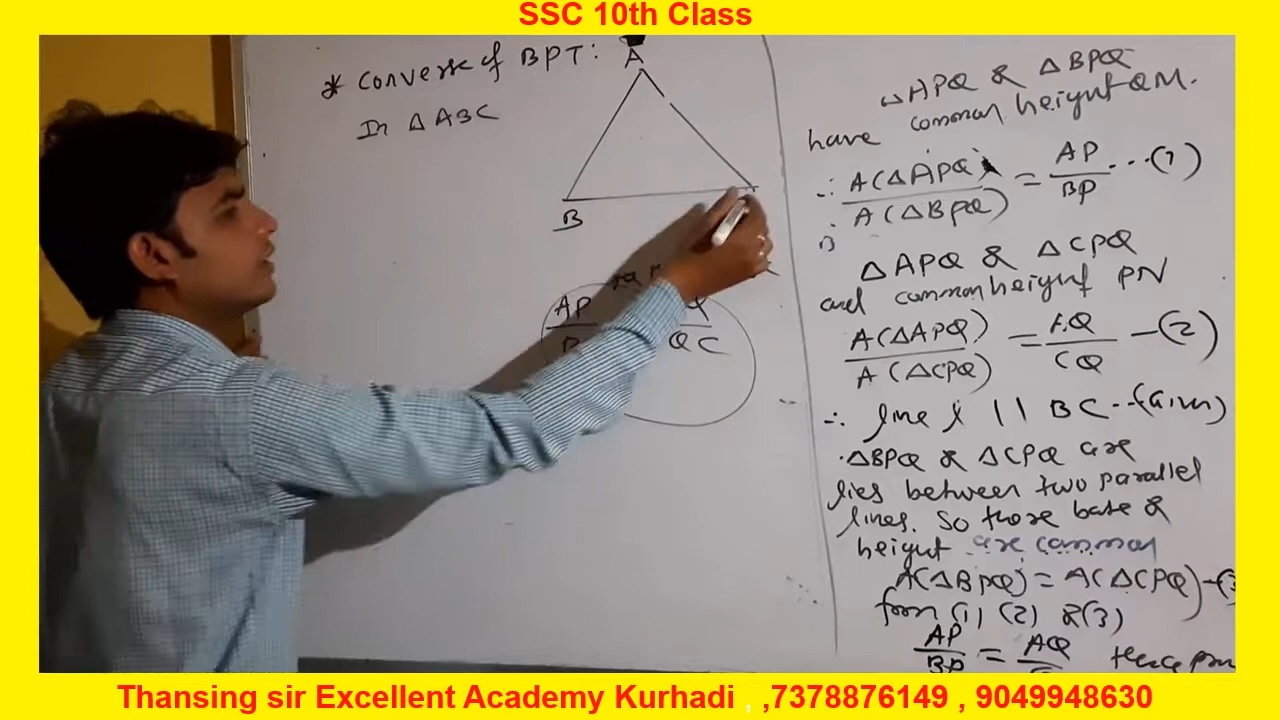 SSC 10th Class
* Converse of BPT:
In △ABC
A
B
AP
QC
△APQ & △BPQ
have common height QM.
∴ A(△APQ) / A(△BPQ) = AP / BP ...(1)
△APQ & △CPQ
and common height PN
A(△APQ) / A(△CPQ) = AQ / CQ —(2)
∴ line l || BC --(Given)
∴△BPQ & △CPQ are
lies between two parallel
lines. So those base &
height are common
A(△BPQ) = A(△CPQ) —(3
from (1) (2) &(3)
AP / BP = AQ Hence
Thansing sir Excellent Academy Kurhadi , ,7378876149 , 9049948630